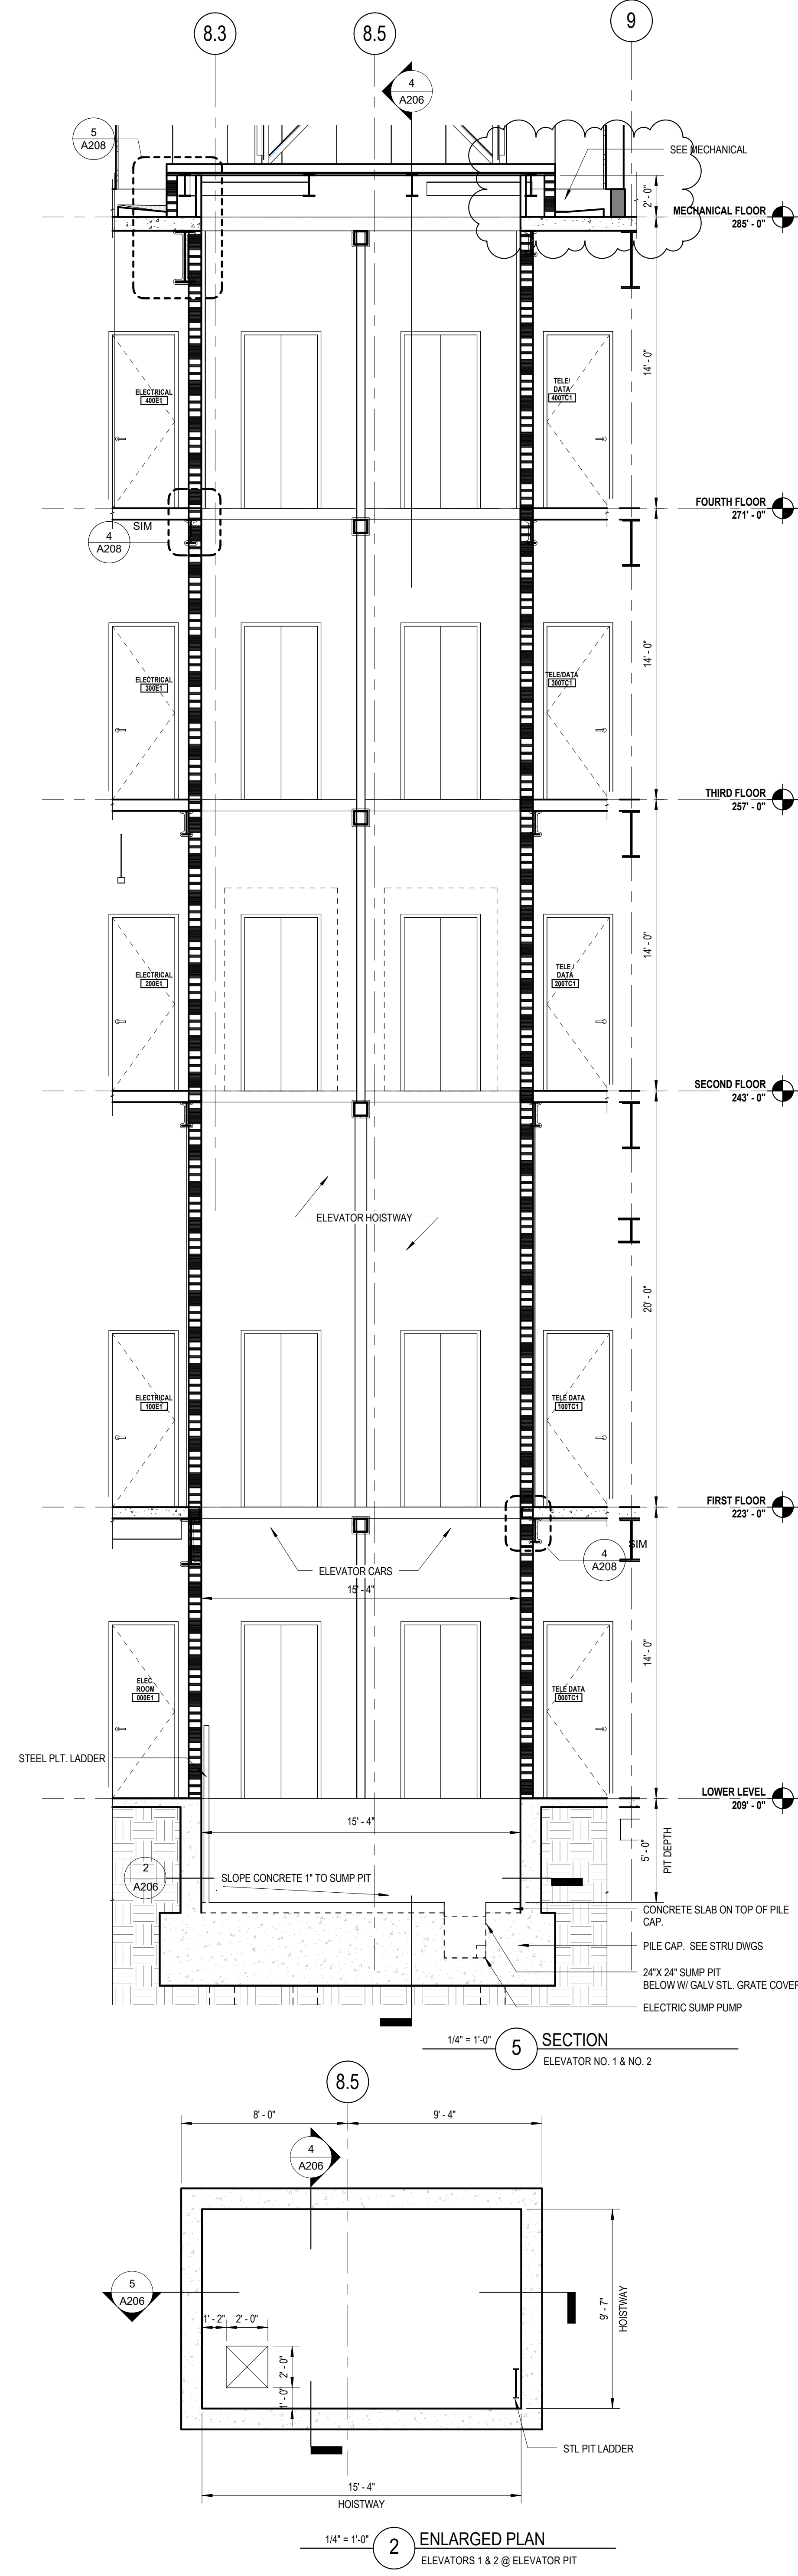 8.3
8.5
9
4
A206
5
A208
SEE MECHANICAL
2' - 0"
MECHANICAL FLOOR
285' - 0"
14' - 0"
ELECTRICAL
400E1
TELE/
DATA
400TC1
FOURTH FLOOR
271' - 0"
SIM
4
A208
14' - 0"
ELECTRICAL
300E1
TELE/DATA
300TC1
THIRD FLOOR
257' - 0"
14' - 0"
ELECTRICAL
200E1
TELE/
DATA
200TC1
SECOND FLOOR
243' - 0"
ELEVATOR HOISTWAY
20' - 0"
ELECTRICAL
100E1
TELE DATA
100TC1
FIRST FLOOR
223' - 0"
SIM
4
A208
ELEVATOR CARS
15' - 4"
14' - 0"
ELEC.
ROOM
000E1
TELE DATA
000TC1
STEEL PLT. LADDER
LOWER LEVEL
209' - 0"
15' - 4"
5' - 0"
PIT DEPTH
2
A206
SLOPE CONCRETE 1" TO SUMP PIT
CONCRETE SLAB ON TOP OF PILE
CAP.
PILE CAP. SEE STRU DWGS
24"X 24" SUMP PIT
BELOW W/ GALV STL. GRATE COVER
ELECTRIC SUMP PUMP
1/4" = 1'-0"
5
SECTION
ELEVATOR NO. 1 & NO. 2
8.5
8' - 0"
9' - 4"
4
A206
5
A206
1' - 2"
2' - 0"
2' - 0"
1' - 0"
9' - 7"
HOISTWAY
STL PIT LADDER
15' - 4"
HOISTWAY
1/4" = 1'-0"
2
ENLARGED PLAN
ELEVATORS 1 & 2 @ ELEVATOR PIT